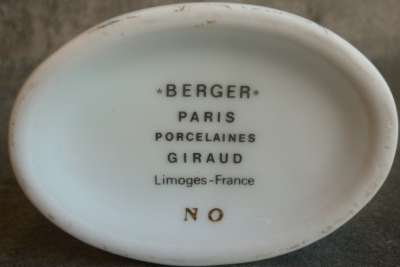 *BERGER*
PARIS
PORCELAINES
GIRAUD
Limoges-France
NO